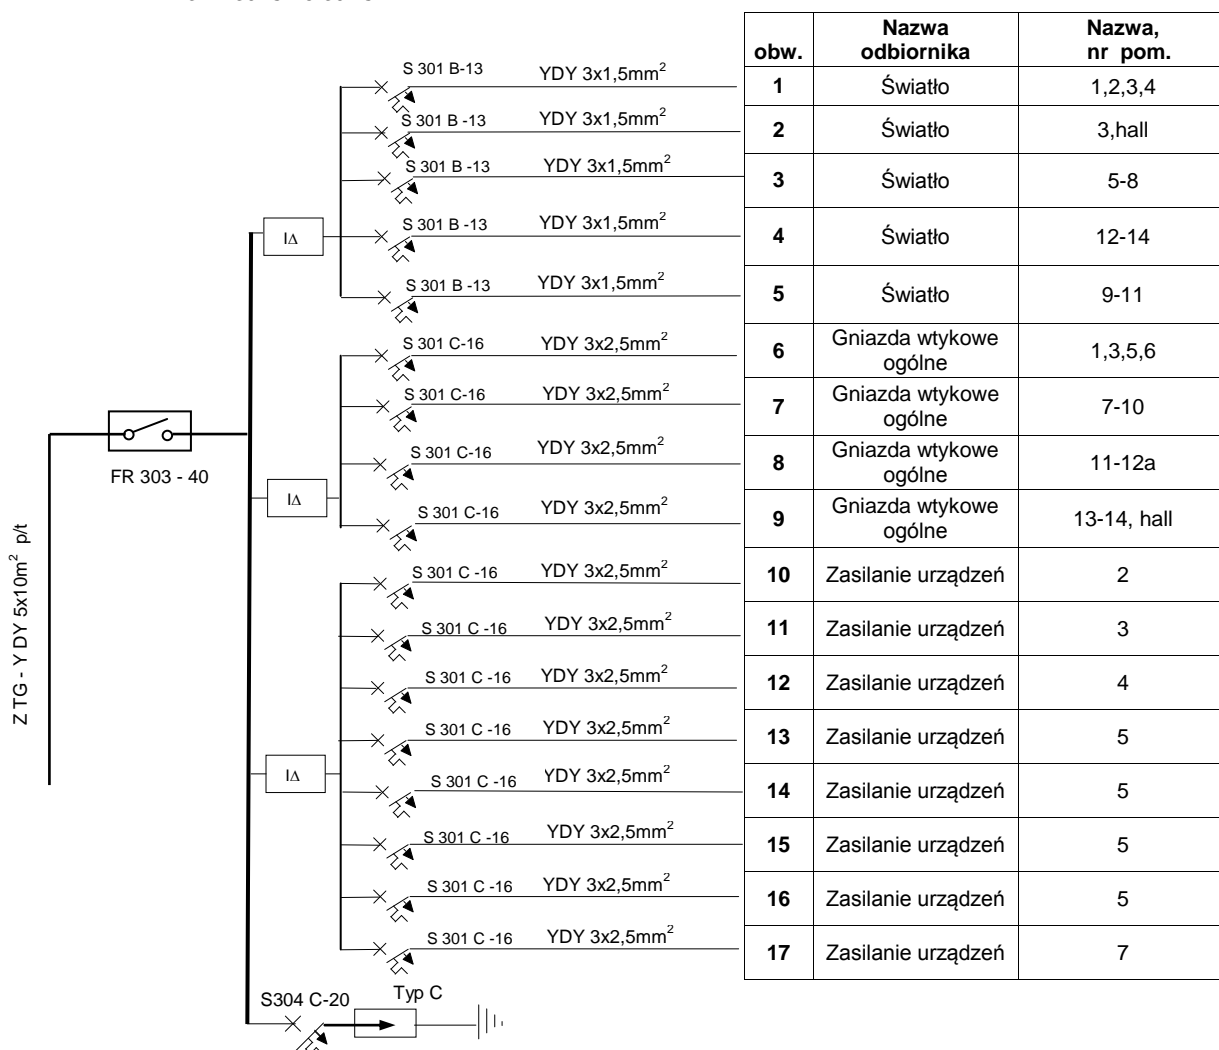 obw. Nazwa odbiornika Nazwa, nr pom.
S 301 B-13 YDY 3x1,5mm² 1 Światło 1,2,3,4
S 301 B -13 YDY 3x1,5mm² 2 Światło 3,hall
S 301 B -13 YDY 3x1,5mm² 3 Światło 5-8
S 301 B -13 YDY 3x1,5mm² 4 Światło 12-14
IΔ
S 301 B -13 YDY 3x1,5mm² 5 Światło 9-11
S 301 C-16 YDY 3x2,5mm² 6 Gniazda wtykowe ogólne 1,3,5,6
S 301 C-16 YDY 3x2,5mm² 7 Gniazda wtykowe ogólne 7-10
S 301 C-16 YDY 3x2,5mm² 8 Gniazda wtykowe ogólne 11-12a
FR 303 - 40
IΔ
S 301 C-16 YDY 3x2,5mm² 9 Gniazda wtykowe ogólne 13-14, hall
S 301 C -16 YDY 3x2,5mm² 10 Zasilanie urządzeń 2
S 301 C -16 YDY 3x2,5mm² 11 Zasilanie urządzeń 3
Z TG - Y DY 5x10m² p/t
S 301 C -16 YDY 3x2,5mm² 12 Zasilanie urządzeń 4
S 301 C -16 YDY 3x2,5mm² 13 Zasilanie urządzeń 5
IΔ
S 301 C -16 YDY 3x2,5mm² 14 Zasilanie urządzeń 5
S 301 C -16 YDY 3x2,5mm² 15 Zasilanie urządzeń 5
S 301 C -16 YDY 3x2,5mm² 16 Zasilanie urządzeń 5
S 301 C -16 YDY 3x2,5mm² 17 Zasilanie urządzeń 7
S304 C-20 Typ C